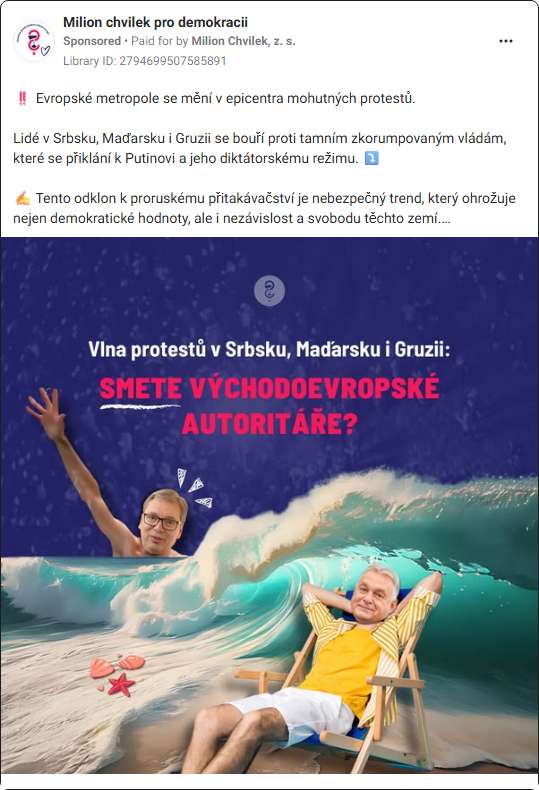 Milion chvilek pro demokracii
Sponsored • Paid for by Milion Chvilek, z. s.
Library ID: 2794699507585891
‼️ Evropské metropole se mění v epicentra mohutných protestů.
Lidé v Srbsku, Maďarsku i Gruzii se bouří proti tamním zkorumpovaným vládám,
které se přiklání k Putinovi a jeho diktátorskému režimu. ⤵️
✍️ Tento odklon k proruskému přitakávačství je nebezpečný trend, který ohrožuje
nejen demokratické hodnoty, ale i nezávislost a svobodu těchto zemí....
Vlna protestů v Srbsku, Maďarsku i Gruzii:
SMETE VÝCHODOEVROPSKÉ
AUTORITÁŘE?